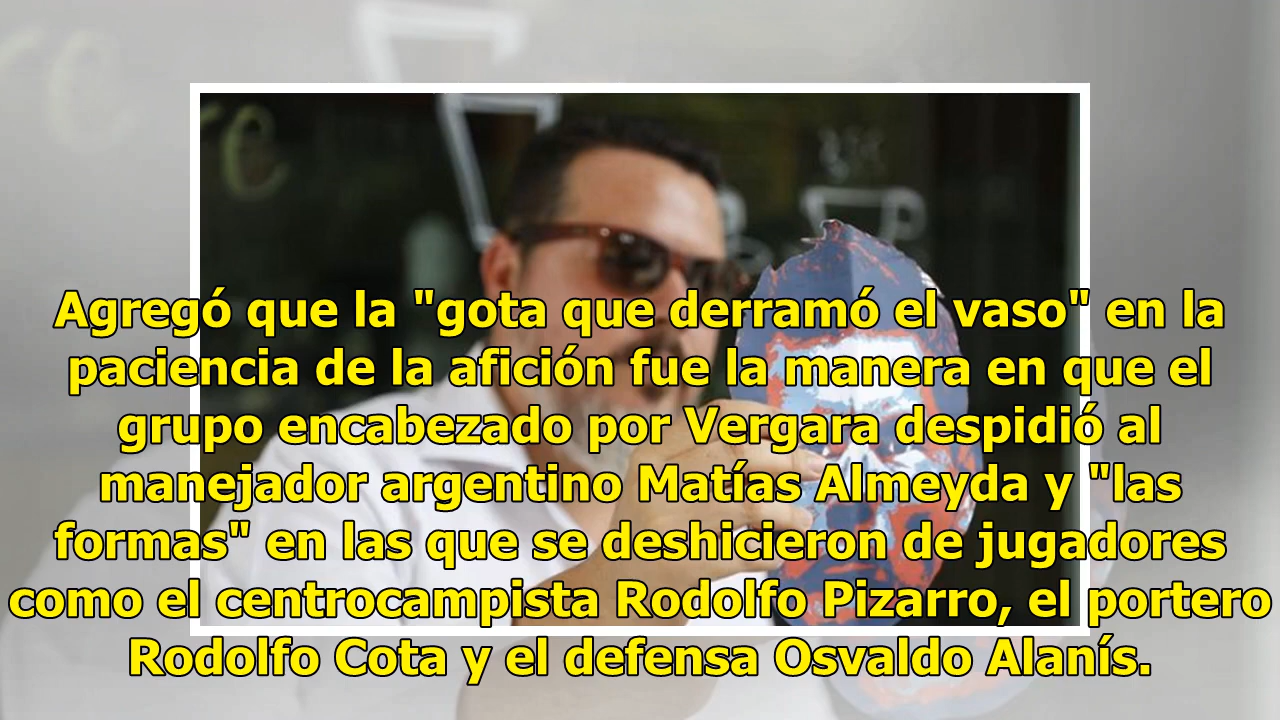 Agregó que la "gota que derramó el vaso" en la
paciencia de la afición fue la manera en que el
grupo encabezado por Vergara despidió al
manejador argentino Matías Almeyda y "las
formas" en las que se deshicieron de jugadores
como el centrocampista Rodolfo Pizarro, el portero
Rodolfo Cota y el defensa Osvaldo Alanís.